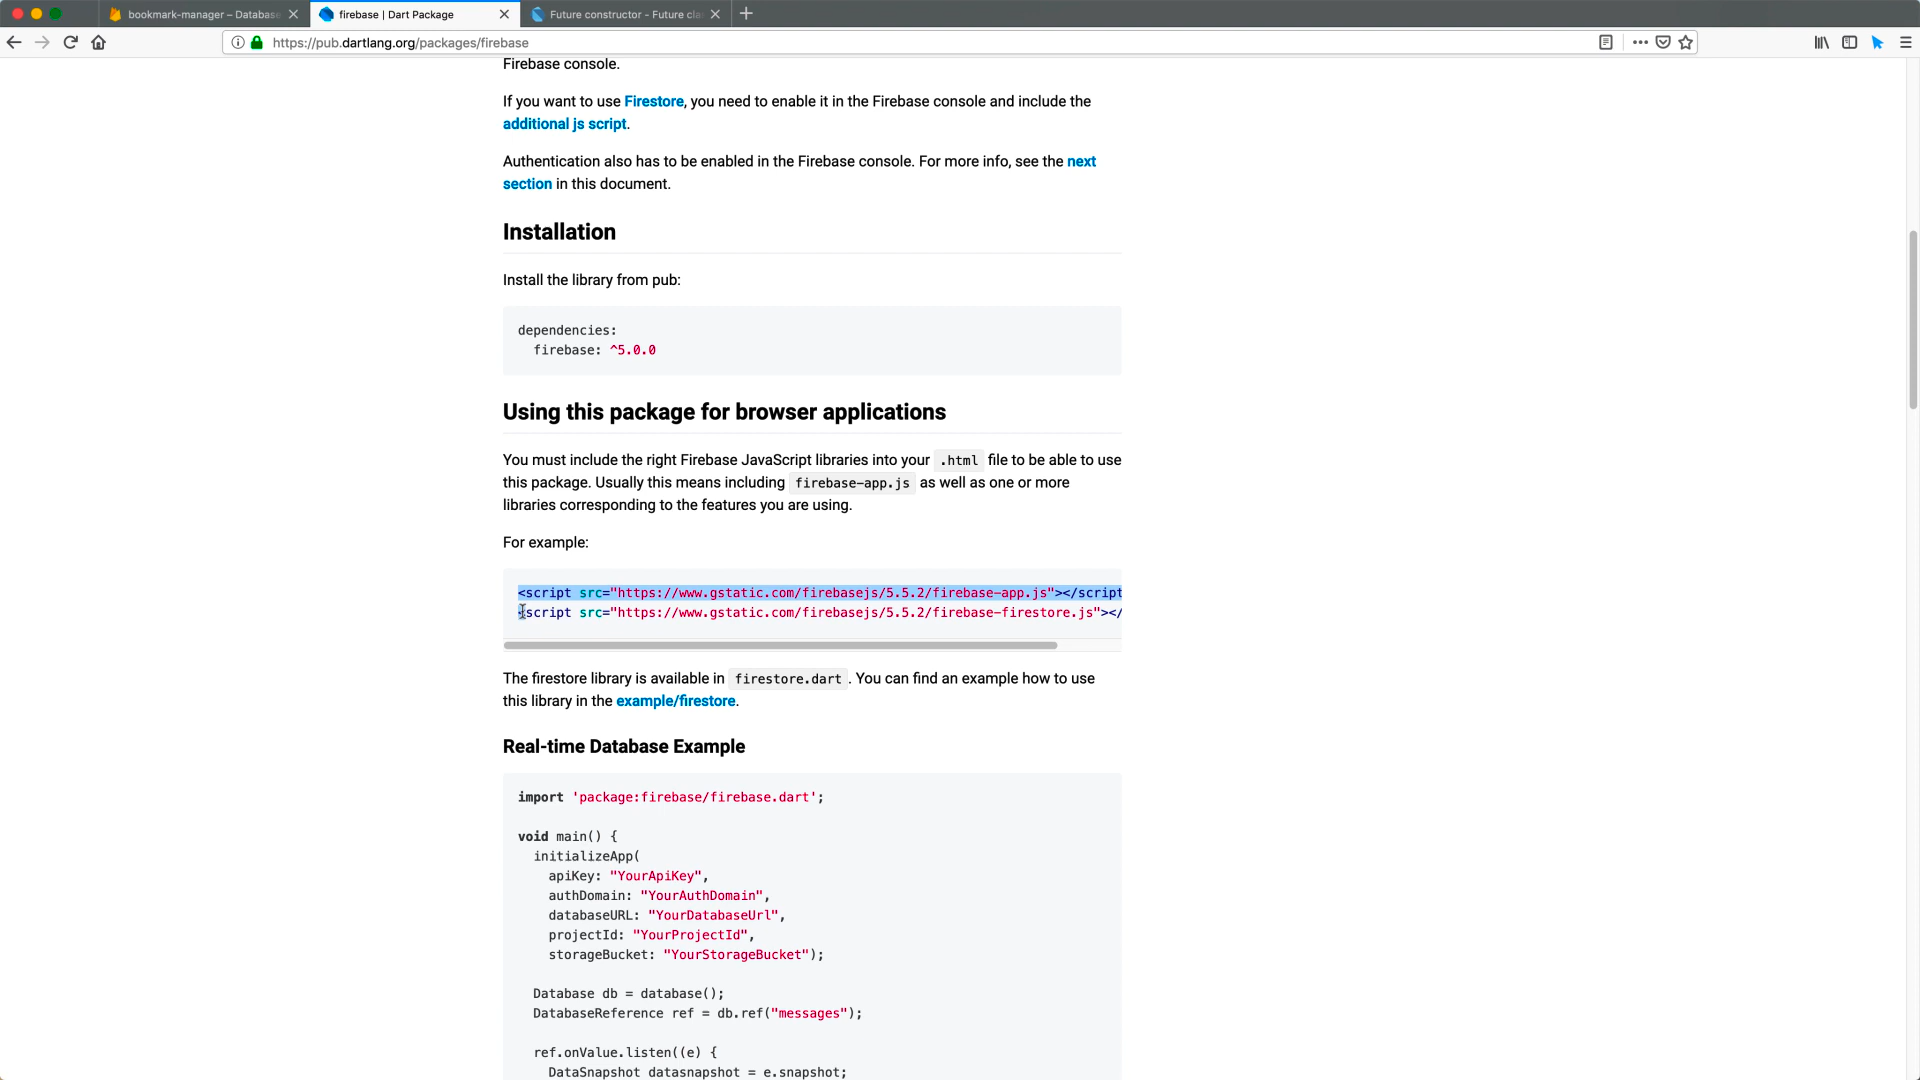 bookmark-manager – Database
firebase | Dart Package
Future constructor - Future cla
https://pub.dartlang.org/packages/firebase
Firebase console.
If you want to use Firestore, you need to enable it in the Firebase console and include the
additional js script.
Authentication also has to be enabled in the Firebase console. For more info, see the next
section in this document.
Installation
Install the library from pub:
dependencies:
firebase: ^5.0.0
Using this package for browser applications
You must include the right Firebase JavaScript libraries into your .html file to be able to use
this package. Usually this means including firebase-app.js as well as one or more
libraries corresponding to the features you are using.
For example:
<script src="https://www.gstatic.com/firebasejs/5.5.2/firebase-app.js"></script
<script src="https://www.gstatic.com/firebasejs/5.5.2/firebase-firestore.js"></
The firestore library is available in firestore.dart. You can find an example how to use
this library in the example/firestore.
Real-time Database Example
import 'package:firebase/firebase.dart';
void main() {
initializeApp(
apiKey: "YourApiKey",
authDomain: "YourAuthDomain",
databaseURL: "YourDatabaseUrl",
projectId: "YourProjectId",
storageBucket: "YourStorageBucket");
Database db = database();
DatabaseReference ref = db.ref("messages");
ref.onValue.listen((e) {
DataSnapshot datasnapshot = e.snapshot;